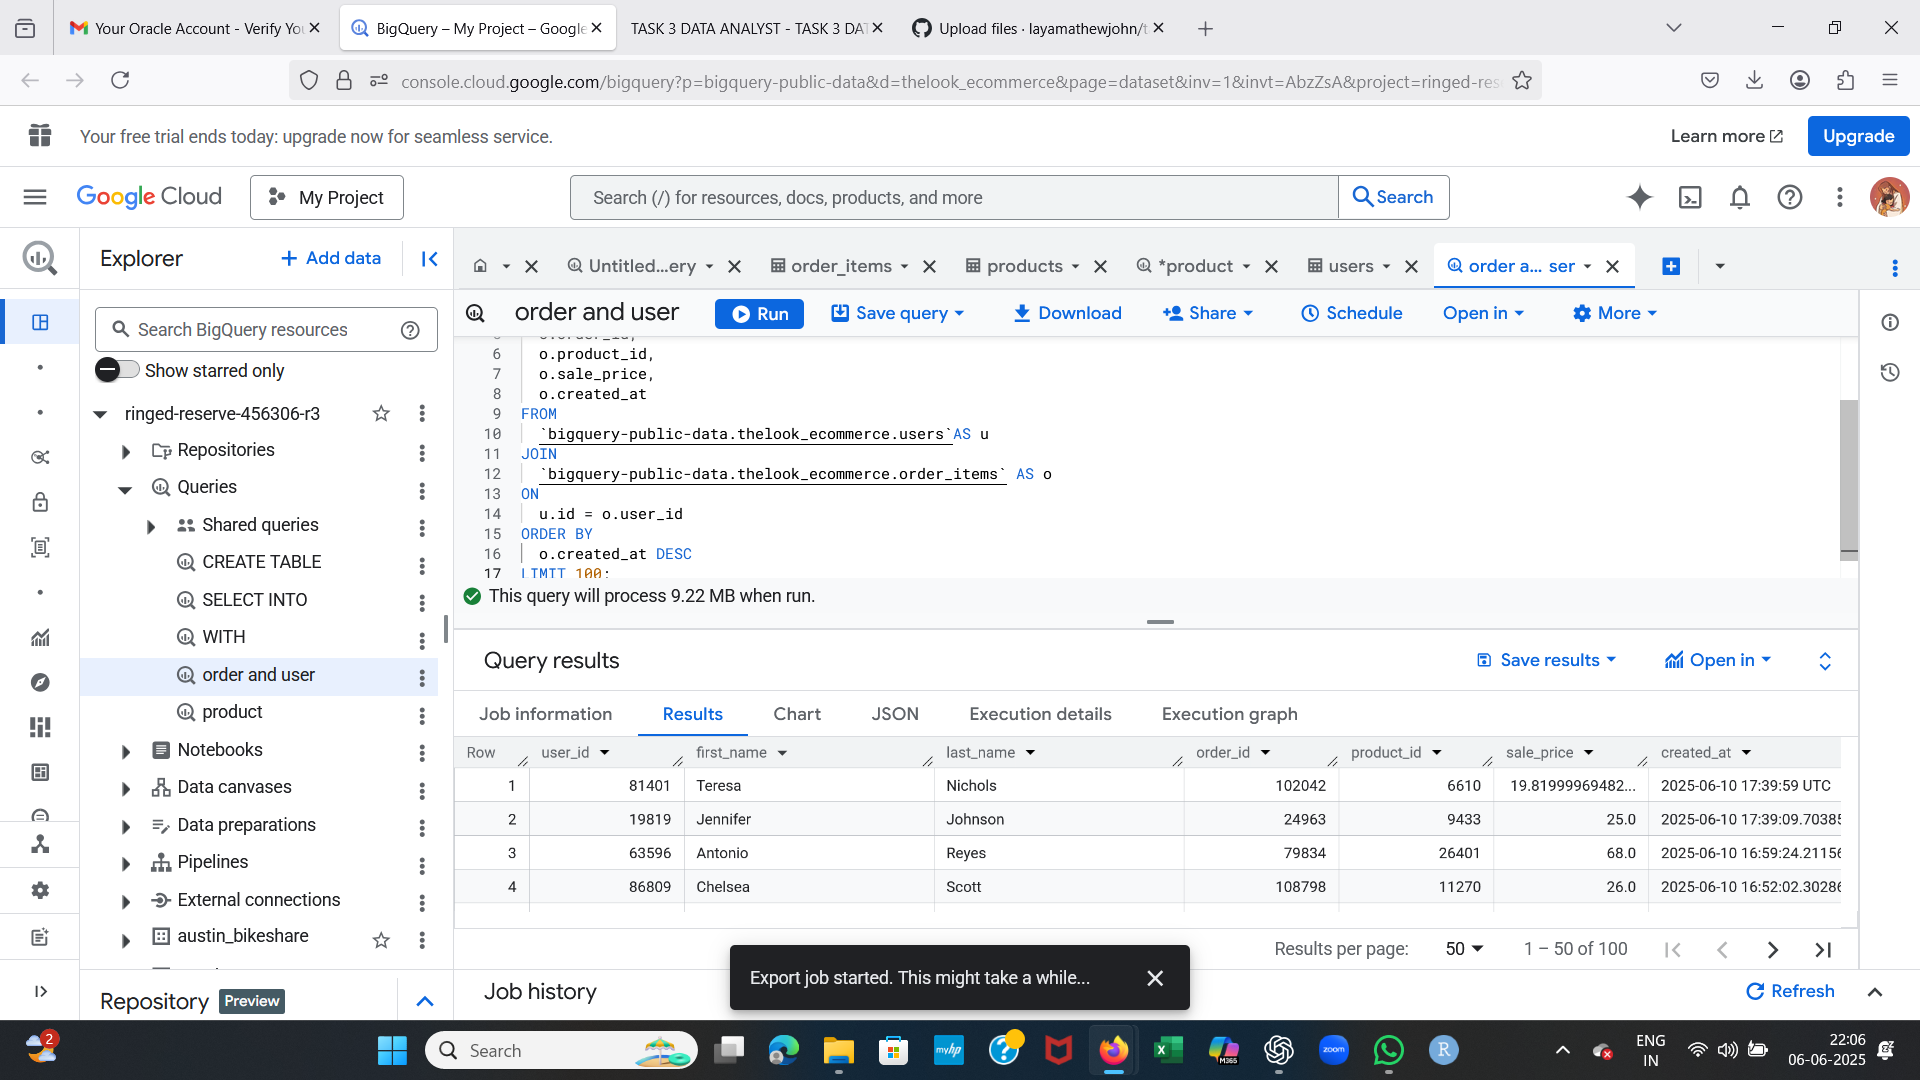 Your Oracle Account - Verify Yo
BigQuery – My Project – Google
TASK 3 DATA ANALYST - TASK 3 DAT
Upload files · layamathewjohn/t
console.cloud.google.com/bigquery?p=bigquery-public-data&d=thelook_ecommerce&page=dataset&inv=1&invt=AbzZsA&project=ringed-res
Your free trial ends today: upgrade now for seamless service.
Learn more
Upgrade
Google Cloud
My Project
Search (/) for resources, docs, products, and more
Search
Explorer
+ Add data
Untitled...ery
order_items
products
*product
users
order a... ser
Search BigQuery resources
Show starred only
ringed-reserve-456306-r3
Repositories
Queries
Shared queries
CREATE TABLE
SELECT INTO
WITH
order and user
product
Notebooks
Data canvases
Data preparations
Pipelines
External connections
austin_bikeshare
Repository Preview
order and user
Run
Save query
Download
Share
Schedule
Open in
More
6 o.product_id,
7 o.sale_price,
8 o.created_at
9 FROM
10 `bigquery-public-data.thelook_ecommerce.users`AS u
11 JOIN
12 `bigquery-public-data.thelook_ecommerce.order_items` AS o
13 ON
14 u.id = o.user_id
15 ORDER BY
16 o.created_at DESC
17 LIMIT 100;
This query will process 9.22 MB when run.
Query results
Save results
Open in
Job information
Results
Chart
JSON
Execution details
Execution graph
Row user_id first_name last_name order_id product_id sale_price created_at
1 81401 Teresa Nichols 102042 6610 19.81999969482... 2025-06-10 17:39:59 UTC
2 19819 Jennifer Johnson 24963 9433 25.0 2025-06-10 17:39:09.70385
3 63596 Antonio Reyes 79834 26401 68.0 2025-06-10 16:59:24.21156
4 86809 Chelsea Scott 108798 11270 26.0 2025-06-10 16:52:02.30286
Results per page: 50 1 – 50 of 100
Export job started. This might take a while...
Job history
Refresh
2
Search
myhp
M365
zoom
R
ENG
IN
22:06
06-06-2025